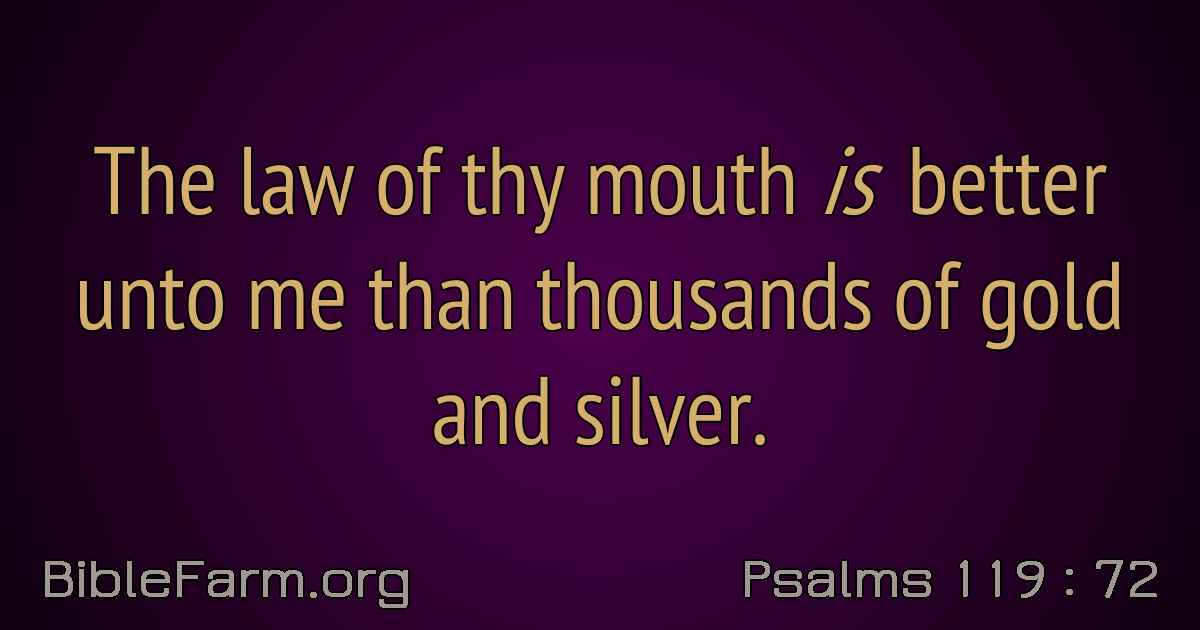 The law of thy mouth is better
unto me than thousands of gold
and silver.
BibleFarm.org
Psalms 119 : 72